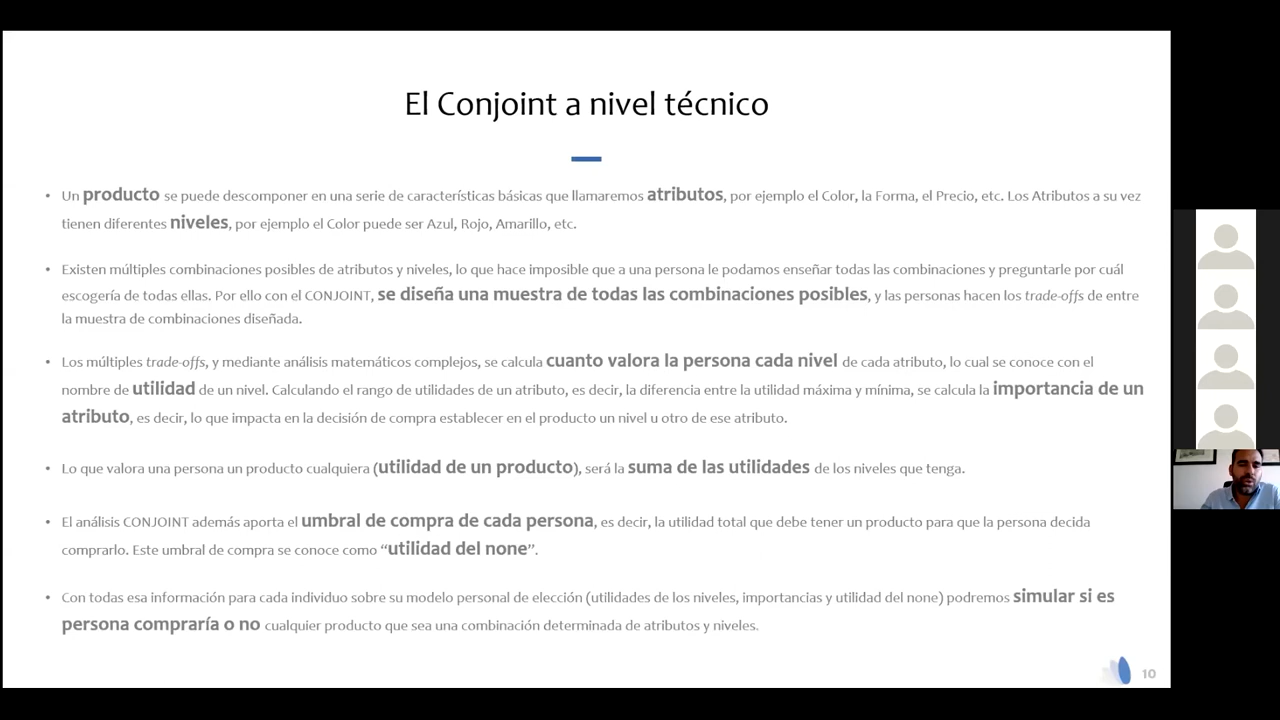 El Conjoint a nivel técnico
• Un producto se puede descomponer en una serie de características básicas que llamaremos atributos, por ejemplo el Color, la Forma, el Precio, etc. Los Atributos a su vez
tienen diferentes niveles, por ejemplo el Color puede ser Azul, Rojo, Amarillo, etc.
• Existen múltiples combinaciones posibles de atributos y niveles, lo que hace imposible que a una persona le podamos enseñar todas las combinaciones y preguntarle por cuál
escogería de todas ellas. Por ello con el CONJOINT, se diseña una muestra de todas las combinaciones posibles, y las personas hacen los trade-offs de entre
la muestra de combinaciones diseñada.
• Los múltiples trade-offs, y mediante análisis matemáticos complejos, se calcula cuanto valora la persona cada nivel de cada atributo, lo cual se conoce con el
nombre de utilidad de un nivel. Calculando el rango de utilidades de un atributo, es decir, la diferencia entre la utilidad máxima y mínima, se calcula la importancia de un
atributo, es decir, lo que impacta en la decisión de compra establecer en el producto un nivel u otro de ese atributo.
• Lo que valora una persona un producto cualquiera (utilidad de un producto), será la suma de las utilidades de los niveles que tenga.
• El análisis CONJOINT además aporta el umbral de compra de cada persona, es decir, la utilidad total que debe tener un producto para que la persona decida
comprarlo. Este umbral de compra se conoce como “utilidad del none”.
• Con todas esa información para cada individuo sobre su modelo personal de elección (utilidades de los niveles, importancias y utilidad del none) podremos simular si es
persona compraría o no cualquier producto que sea una combinación determinada de atributos y niveles.
10